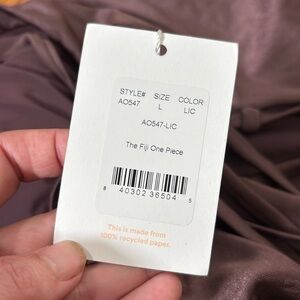 STYLE# SIZE COLOR
AO547 L LIC
AO547-LIC
The Fiji One Piece
8 40302 36504 5
This is made from
100% recycled paper.